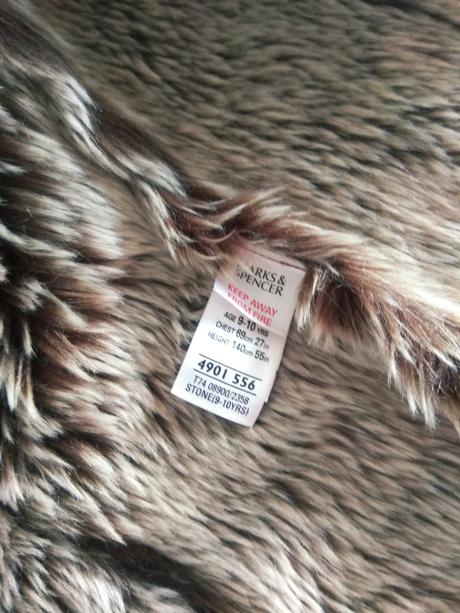 ARKS &
SPENCER
KEEP AWAY
FROM FIRE
AGE 9-10 YRS
CHEST 69cm 27in
HEIGHT 140cm 55in
4901 556
T74 08900/2358
STONE(9-10YRS)